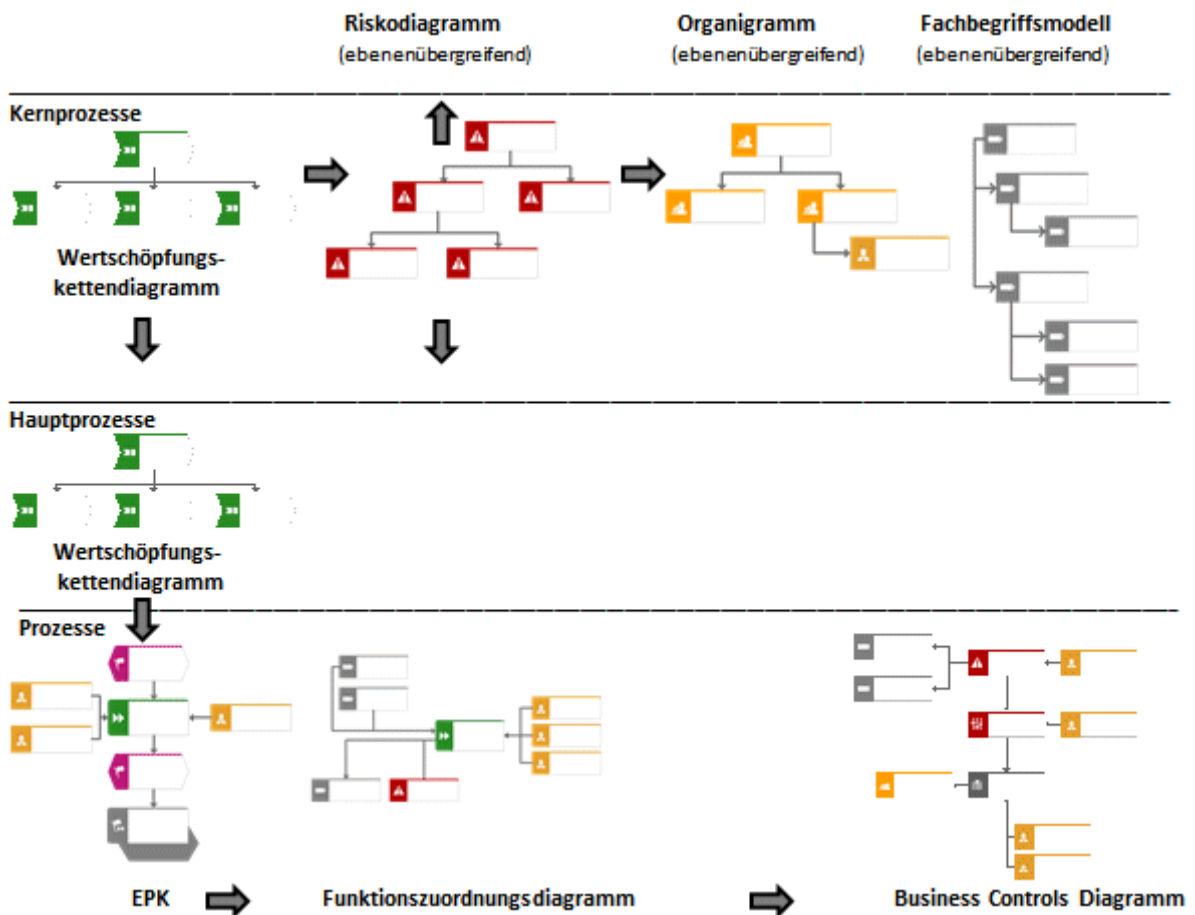 Riskodiagramm
(ebenenübergreifend)
Organigramm
(ebenenübergreifend)
Fachbegriffsmodell
(ebenenübergreifend)
Kernprozesse
Wertschöpfungs-
kettendiagramm
Hauptprozesse
Wertschöpfungs-
kettendiagramm
Prozesse
EPK
Funktionszuordnungsdiagramm
Business Controls Diagramm